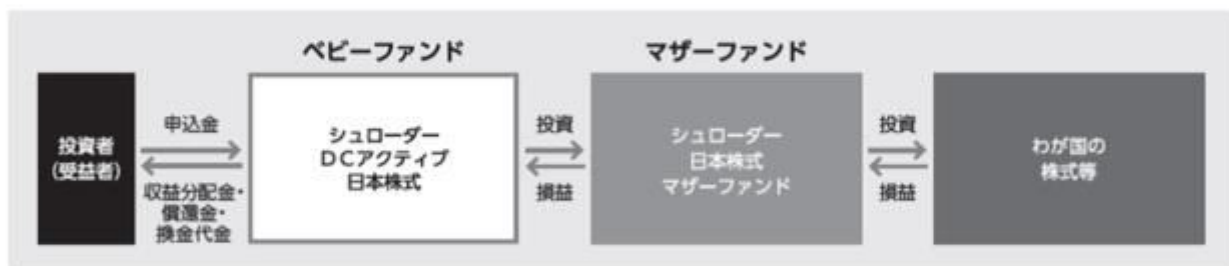 ベビーファンド
マザーファンド
投資者
(受益者)
申込金
収益分配金・
償還金・
換金代金
シュローダー
DCアクティブ
日本株式
投資
損益
シュローダー
日本株式
マザーファンド
投資
損益
わが国の
株式等